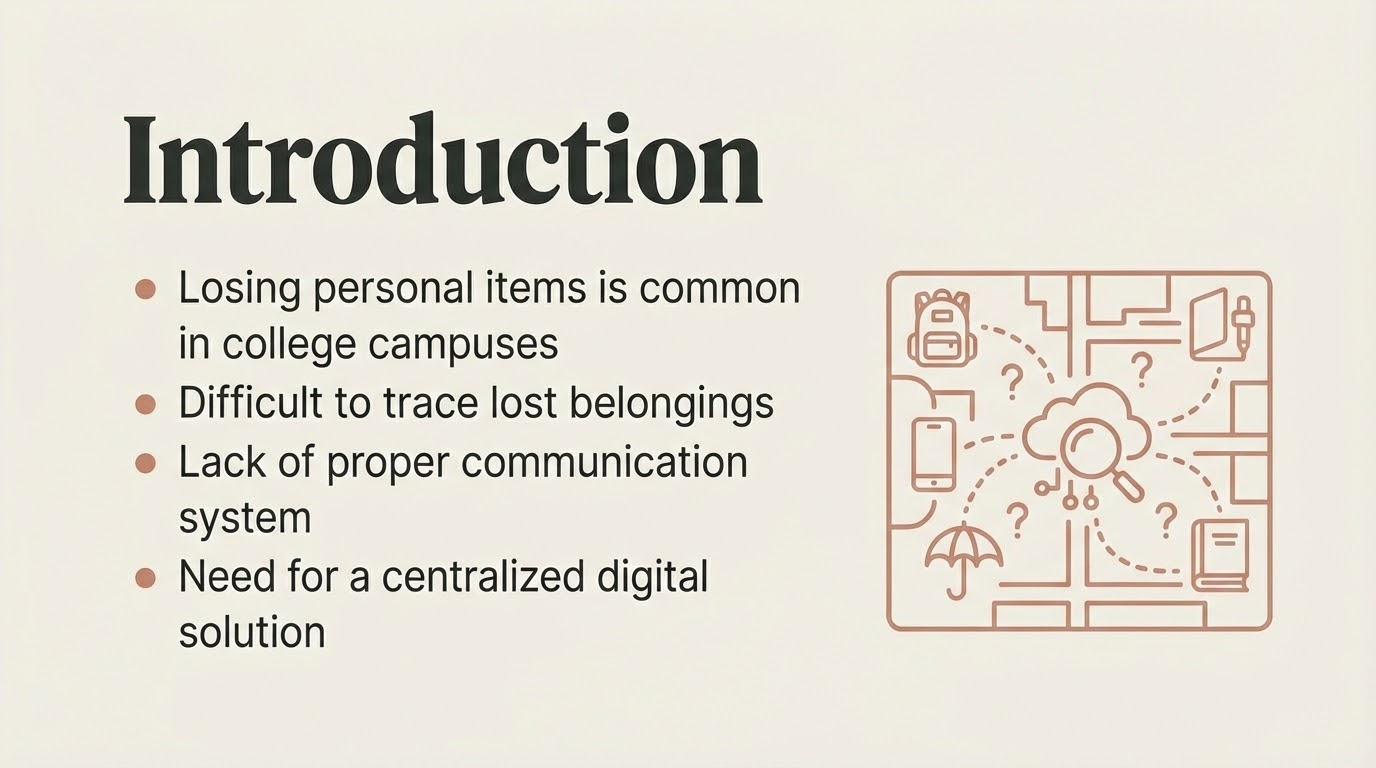 Introduction
Losing personal items is common
in college campuses
Difficult to trace lost belongings
Lack of proper communication
system
Need for a centralized digital
solution
?
?
?
?